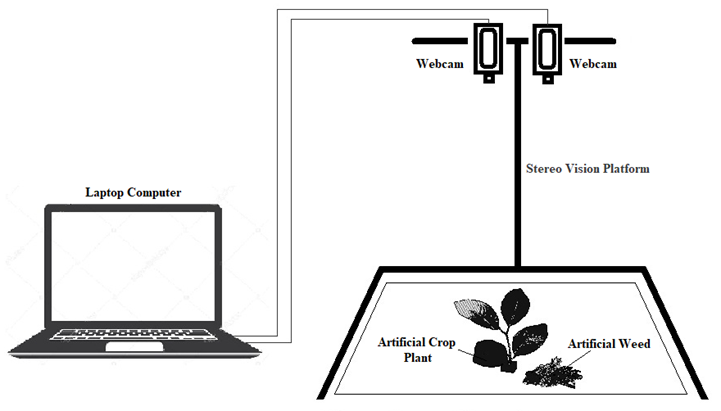 Webcam
Webcam
Stereo Vision Platform
Laptop Computer
Artificial Crop
Plant
Artificial Weed